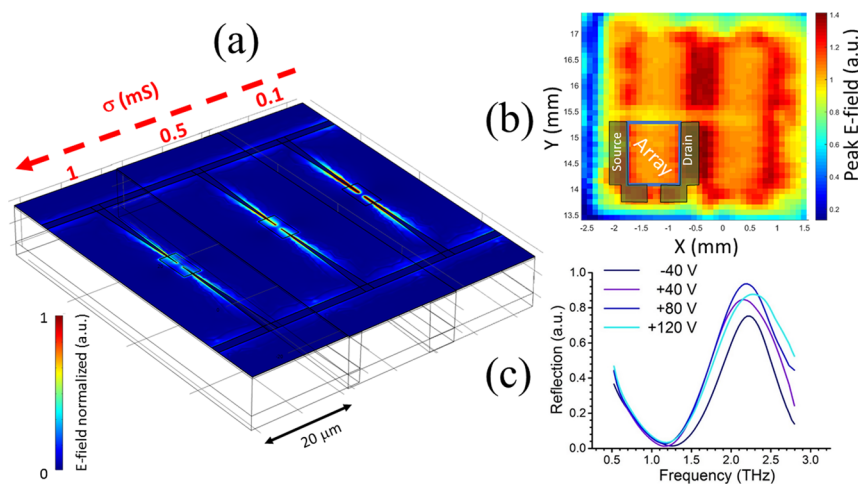 (a)
σ (mS)
0.1
0.5
1
1
0
E-field normalized (a.u.)
20 μm
(b)
Y (mm)
17
16.5
16
15.5
15
14.5
14
13.5
Source
Array
Drain
-2.5 -2 -1.5 -1 -0.5 0 0.5 1 1.5
X (mm)
1.4
1.2
1
0.8
0.6
0.4
0.2
Peak E-field (a.u.)
(c)
Reflection (a.u.)
1.0
0.8
0.6
0.4
0.2
0.0
-40 V
+40 V
+80 V
+120 V
0.5 1.0 1.5 2.0 2.5 3.0
Frequency (THz)